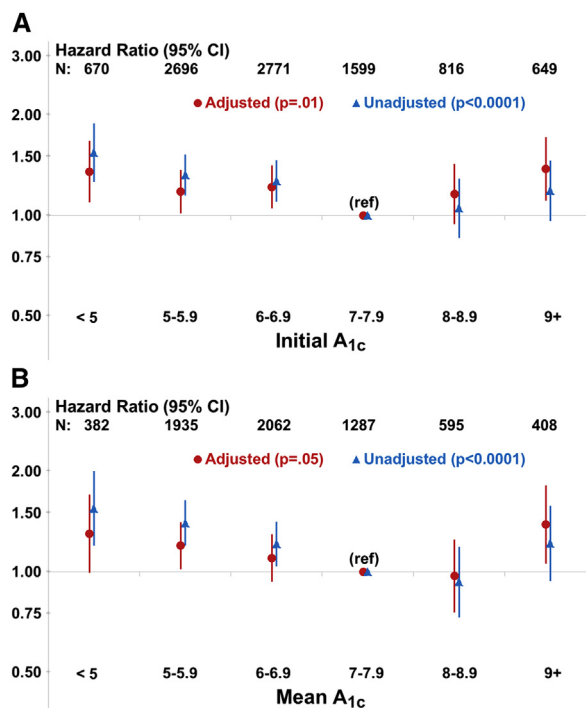 A
Hazard Ratio (95% CI)
N: 670 2696 2771 1599 816 649
3.00
2.00
Adjusted (p=.01) Unadjusted (p<0.0001)
1.50
(ref)
1.00
0.75
0.50
< 5 5-5.9 6-6.9 7-7.9 8-8.9 9+
Initial A1c
B
Hazard Ratio (95% CI)
3.00
N: 382 1935 2062 1287 595 408
2.00
Adjusted (p=.05) Unadjusted (p<0.0001)
1.50
(ref)
1.00
0.75
0.50
< 5 5-5.9 6-6.9 7-7.9 8-8.9 9+
Mean A1c